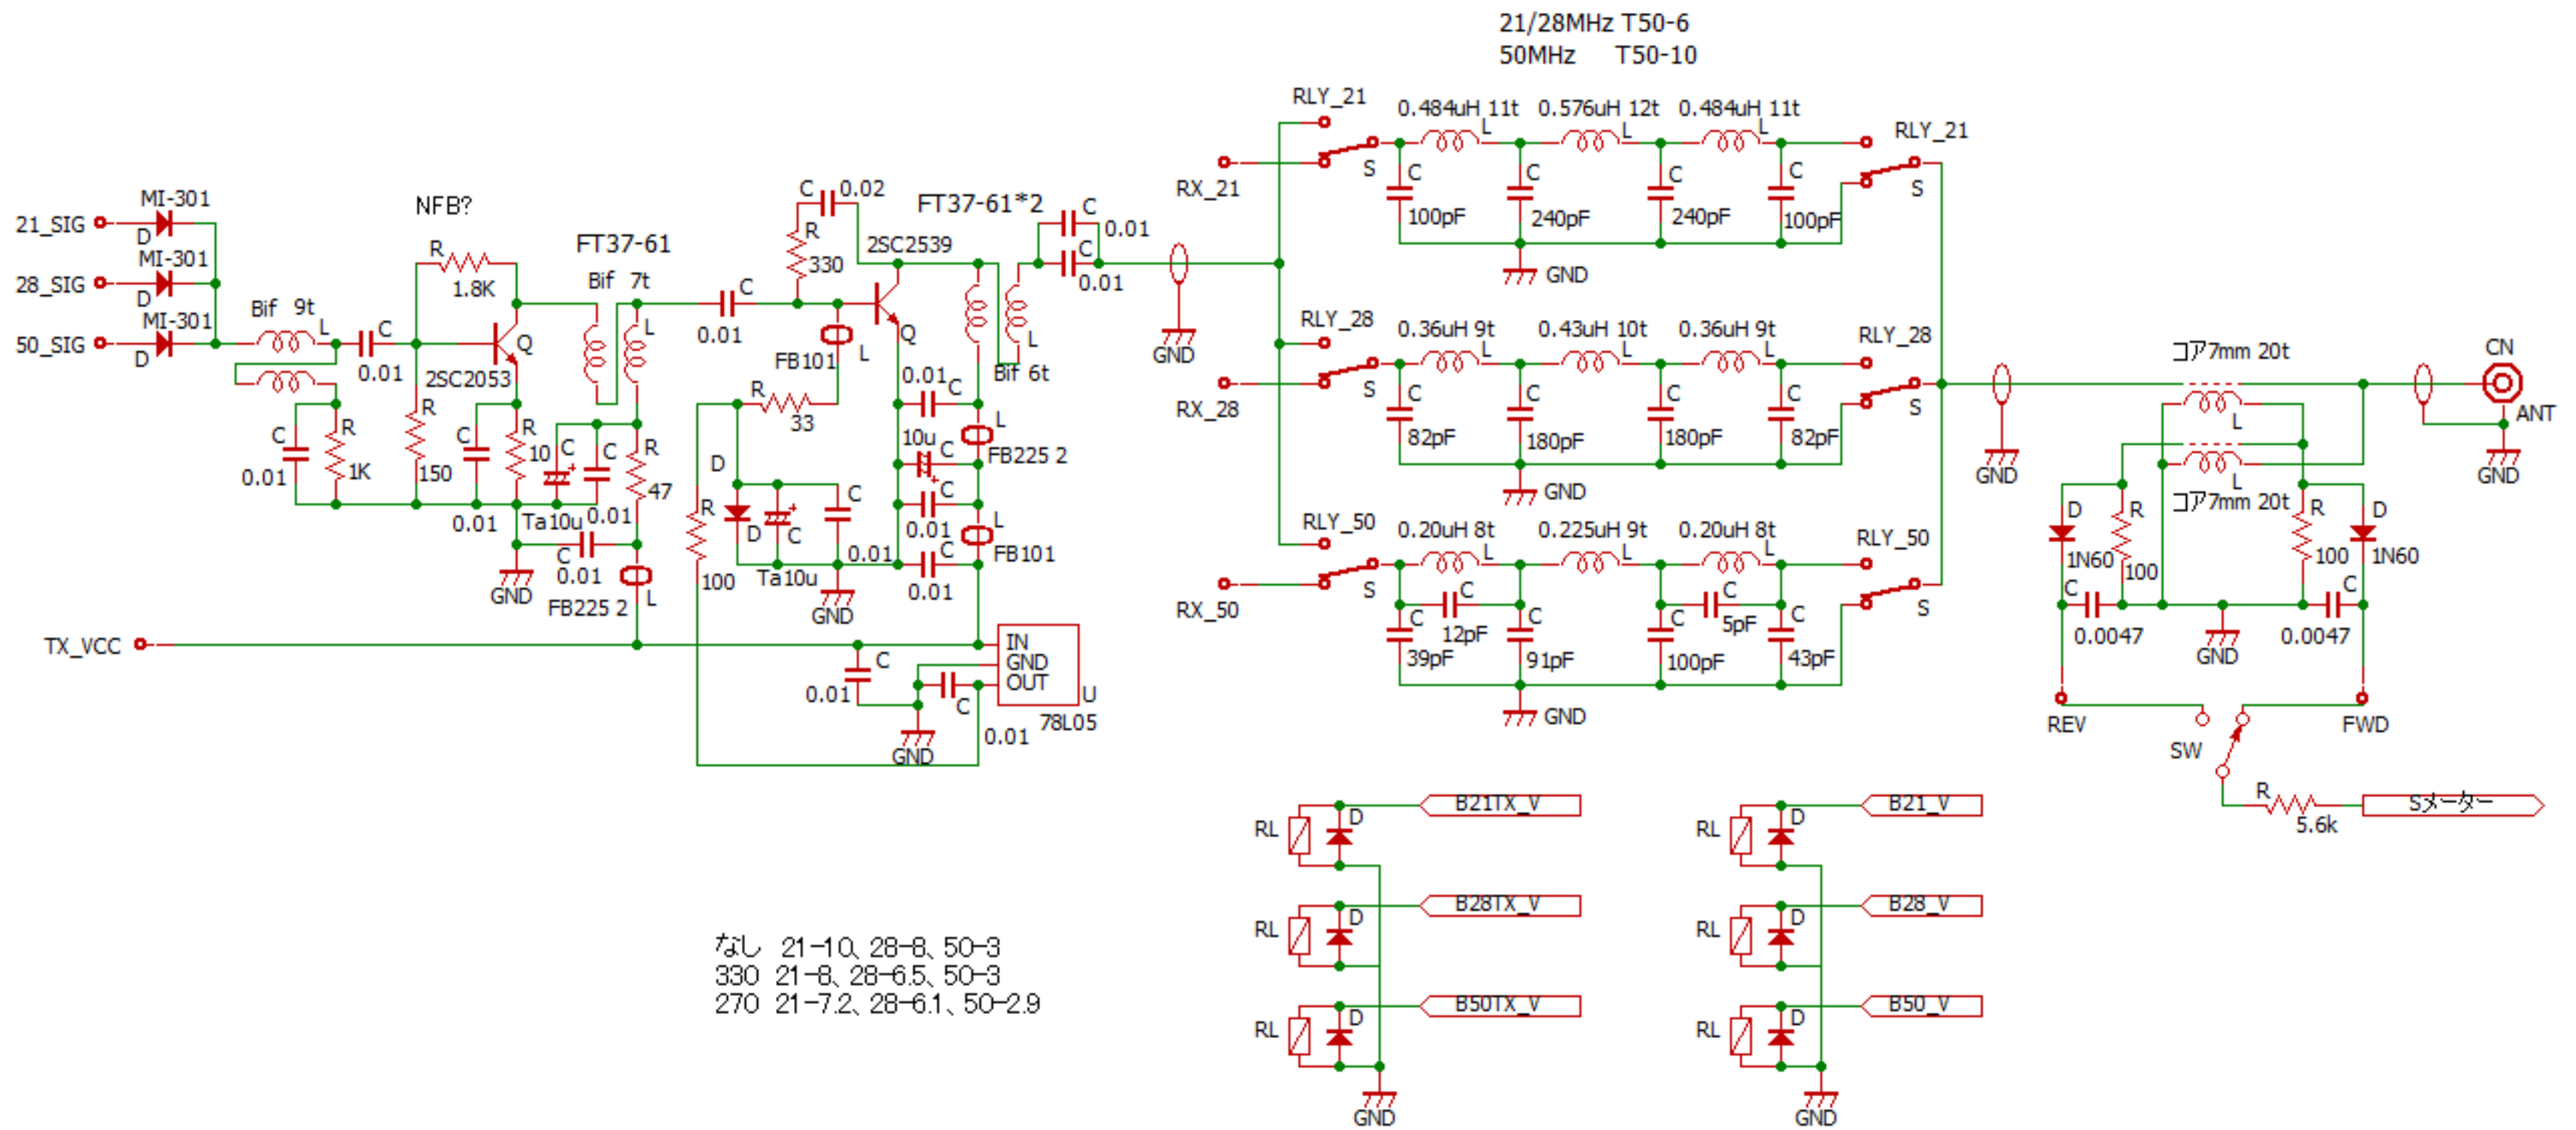 21/28MHz T50-6
50MHz T50-10
RLY_21
0.484uH 11t 0.576uH 12t 0.484uH 11t
L L L
RLY_21
RX_21
S
C C C C
S
100pF 240pF 240pF 100pF
GND
MI-301
21_SIG
D
MI-301
28_SIG
D
MI-301
50_SIG
D
NFB?
R
1.8K
Bif 9t
L
C
0.01
2SC2053
Q
C
0.01
R
1K
R
150
C
0.01
R
10
FT37-61
Bif 7t
L
C
Ta10u
C
0.01
R
47
C
0.01
GND
FB225 2
L
C
0.01
C 0.02
R
330
2SC2539
Q
FB101
L
R
33
FT37-61*2
L
Bif 6t
C
0.01
C
0.01
GND
0.01
C
10u
C
L
FB225 2
C
0.01
L
FB101
C
0.01
D
D
C
Ta10u
C
0.01
GND
R
100
TX_VCC
C
0.01
C
0.01
GND
IN
GND
OUT
U
78L05
RLY_28
0.36uH 9t 0.43uH 10t 0.36uH 9t
L L L
RLY_28
RX_28
S
C C C C
S
82pF 180pF 180pF 82pF
GND
RLY_50
0.20uH 8t 0.225uH 9t 0.20uH 8t
L L L
RLY_50
RX_50
S
C C
12pF 5pF
S
C C C C
39pF 91pF 100pF 43pF
GND
GND
コア7mm 20t
L
L
コア7mm 20t
CN
ANT
GND
GND
D
1N60
R
100
R
100
D
1N60
C
0.0047
C
0.0047
GND
REV
FWD
SW
R
5.6k
Sメーター
RL
D
B21TX_V
RL
D
B28TX_V
RL
D
B50TX_V
GND
RL
D
B21_V
RL
D
B28_V
RL
D
B50_V
GND
なし 21-10、28-8、50-3
330 21-8、28-6.5、50-3
270 21-7.2、28-6.1、50-2.9